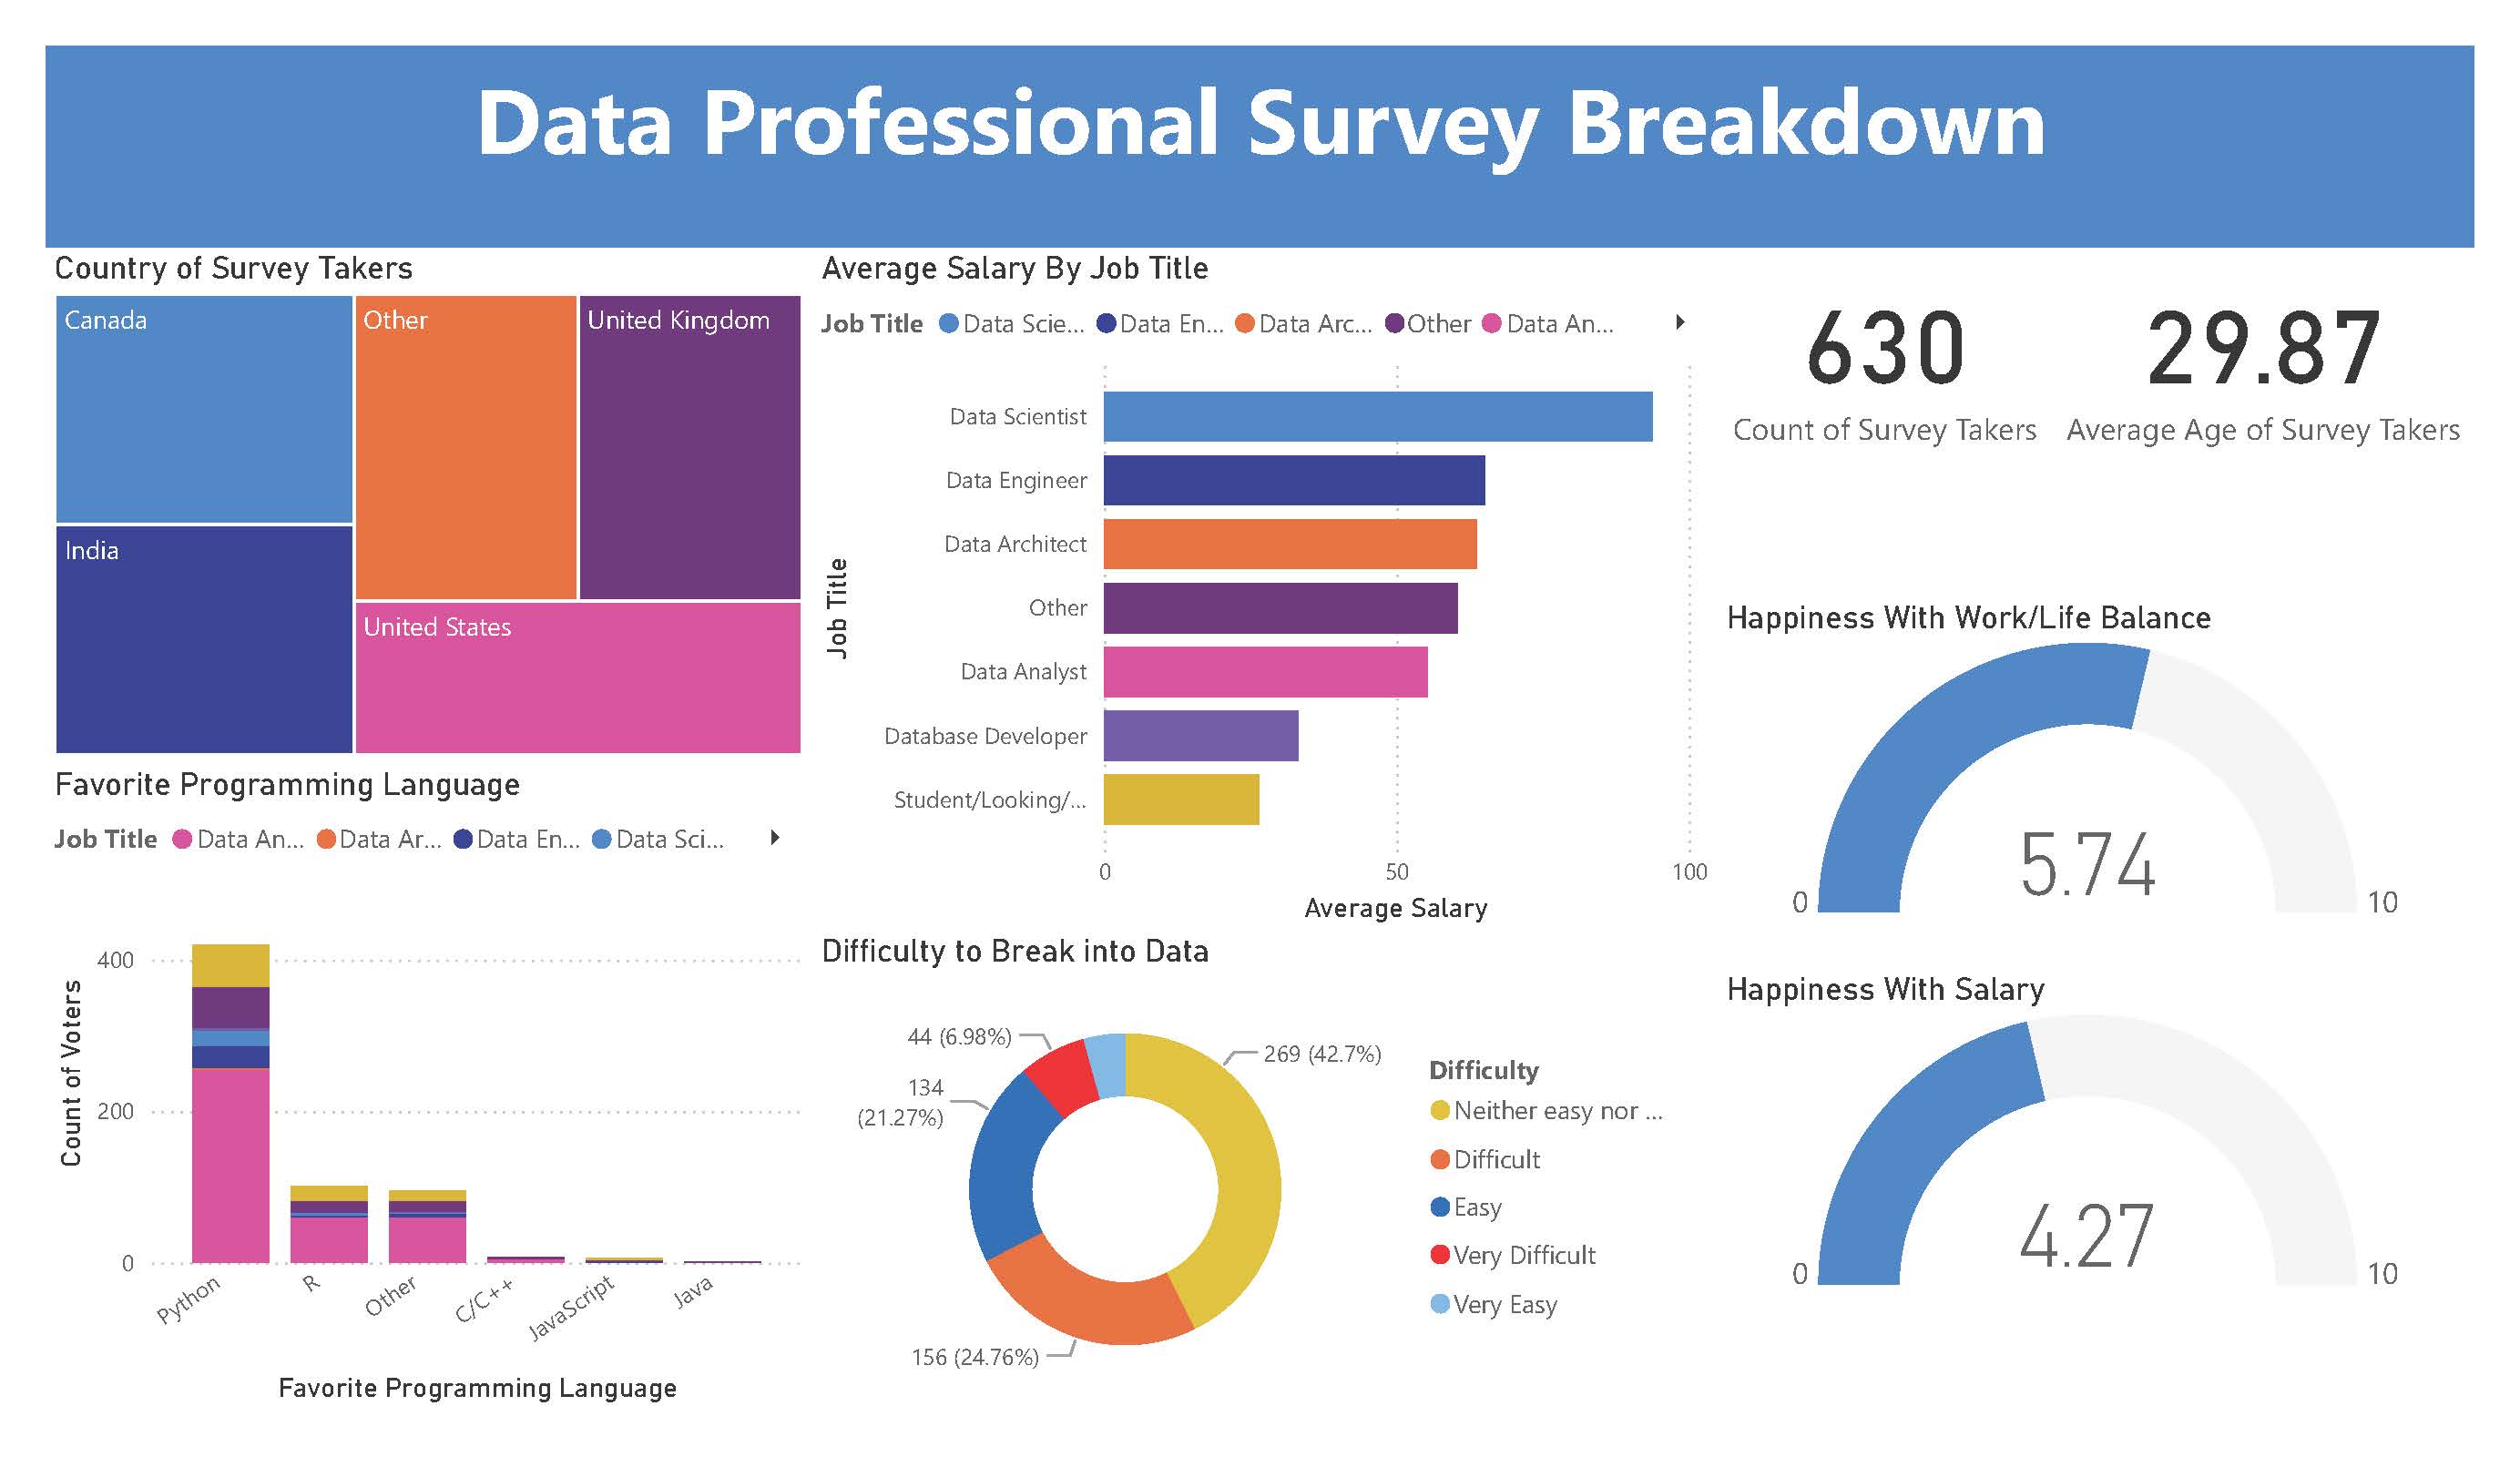 Data Professional Survey Breakdown
Country of Survey Takers
Canada
Other
United Kingdom
India
United States
Average Salary By Job Title
Job Title Data Scie... Data En... Data Arc... Other Data An...
Job Title
Data Scientist
Data Engineer
Data Architect
Other
Data Analyst
Database Developer
Student/Looking/...
0 50 100
Average Salary
630
Count of Survey Takers
29.87
Average Age of Survey Takers
Happiness With Work/Life Balance
5.74
0 10
Favorite Programming Language
Job Title Data An... Data Ar... Data En... Data Sci...
Count of Voters
400
200
0
Python R Other C/C++ JavaScript Java
Favorite Programming Language
Difficulty to Break into Data
44 (6.98%)
269 (42.7%)
134
(21.27%)
156 (24.76%)
Difficulty
Neither easy nor ...
Difficult
Easy
Very Difficult
Very Easy
Happiness With Salary
4.27
0 10